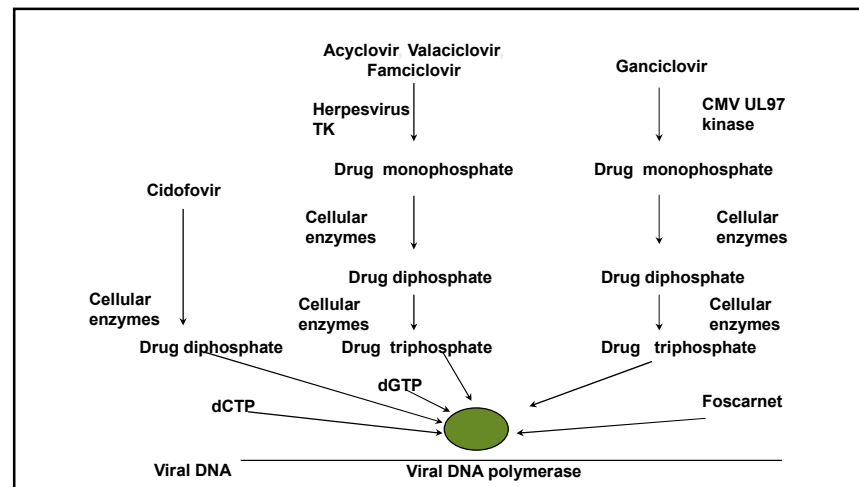 Acyclovir, Valaciclovir,
Famciclovir
Ganciclovir
Herpesvirus
TK
CMV UL97
kinase
Drug monophosphate
Drug monophosphate
Cidofovir
Cellular
enzymes
Cellular
enzymes
Drug diphosphate
Drug diphosphate
Cellular
enzymes
Cellular
enzymes
Cellular
enzymes
Drug diphosphate
Drug triphosphate
Drug triphosphate
dGTP
dCTP
Foscarnet
Viral DNA
Viral DNA polymerase